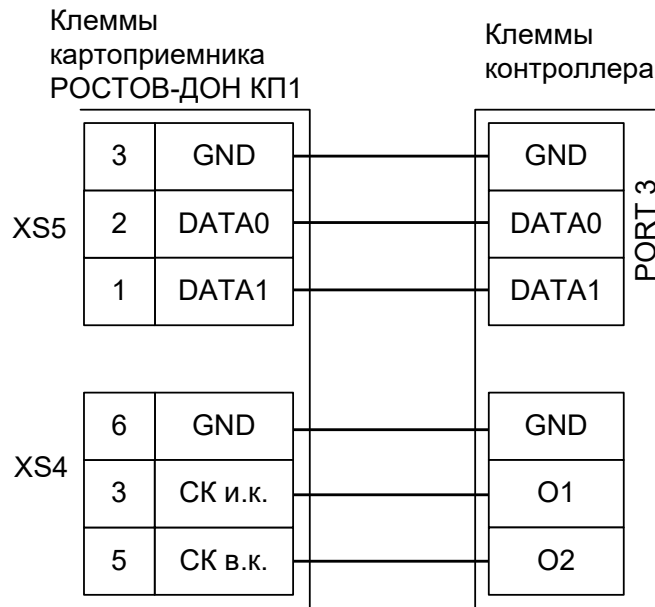 Клеммы
картоприемника
РОСТОВ-ДОН КП1
Клеммы
контроллера
XS5
3 GND
2 DATA0
1 DATA1
GND
DATA0
DATA1
PORT 3
XS4
6 GND
3 СК и.к.
5 СК в.к.
GND
O1
O2